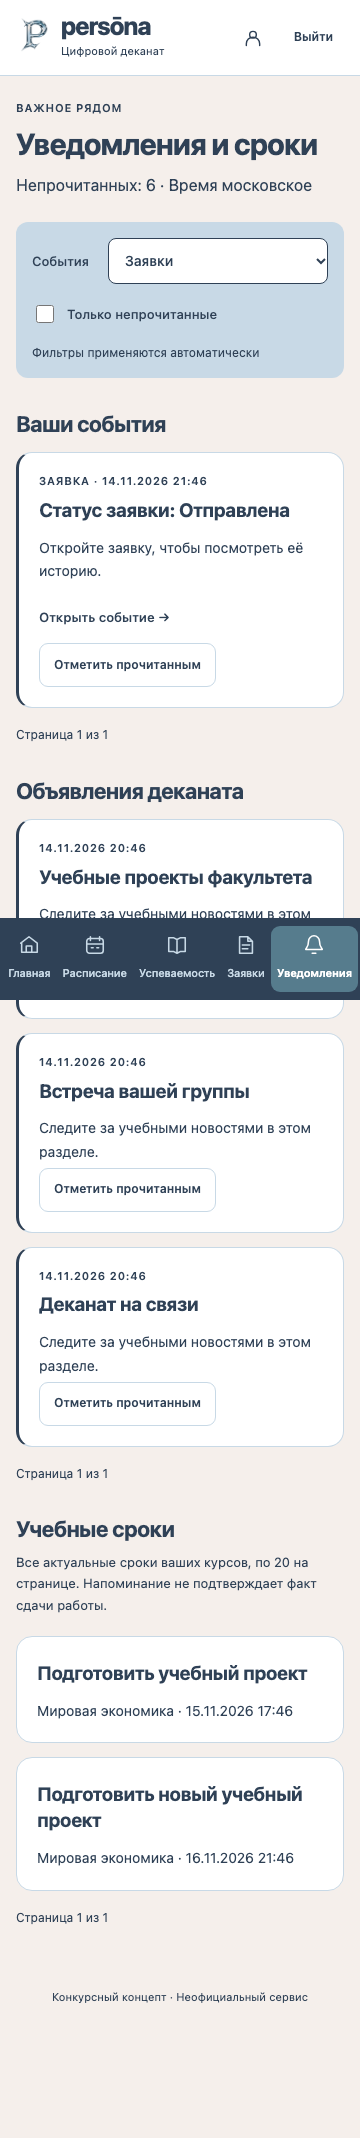 persōna
Цифровой деканат
Выйти
ВАЖНОЕ РЯДОМ
Уведомления и сроки
Непрочитанных: 6 · Время московское
События
Заявки
Только непрочитанные
Фильтры применяются автоматически
Ваши события
ЗАЯВКА · 14.11.2026 21:46
Статус заявки: Отправлена
Откройте заявку, чтобы посмотреть её
историю.
Открыть событие →
Отметить прочитанным
Страница 1 из 1
Объявления деканата
14.11.2026 20:46
Учебные проекты факультета
Следите за учебными новостями в этом
Главная
Расписание
Успеваемость
Заявки
Уведомления
14.11.2026 20:46
Встреча вашей группы
Следите за учебными новостями в этом
разделе.
Отметить прочитанным
14.11.2026 20:46
Деканат на связи
Следите за учебными новостями в этом
разделе.
Отметить прочитанным
Страница 1 из 1
Учебные сроки
Все актуальные сроки ваших курсов, по 20 на
странице. Напоминание не подтверждает факт
сдачи работы.
Подготовить учебный проект
Мировая экономика · 15.11.2026 17:46
Подготовить новый учебный
проект
Мировая экономика · 16.11.2026 21:46
Страница 1 из 1
Конкурсный концепт · Неофициальный сервис